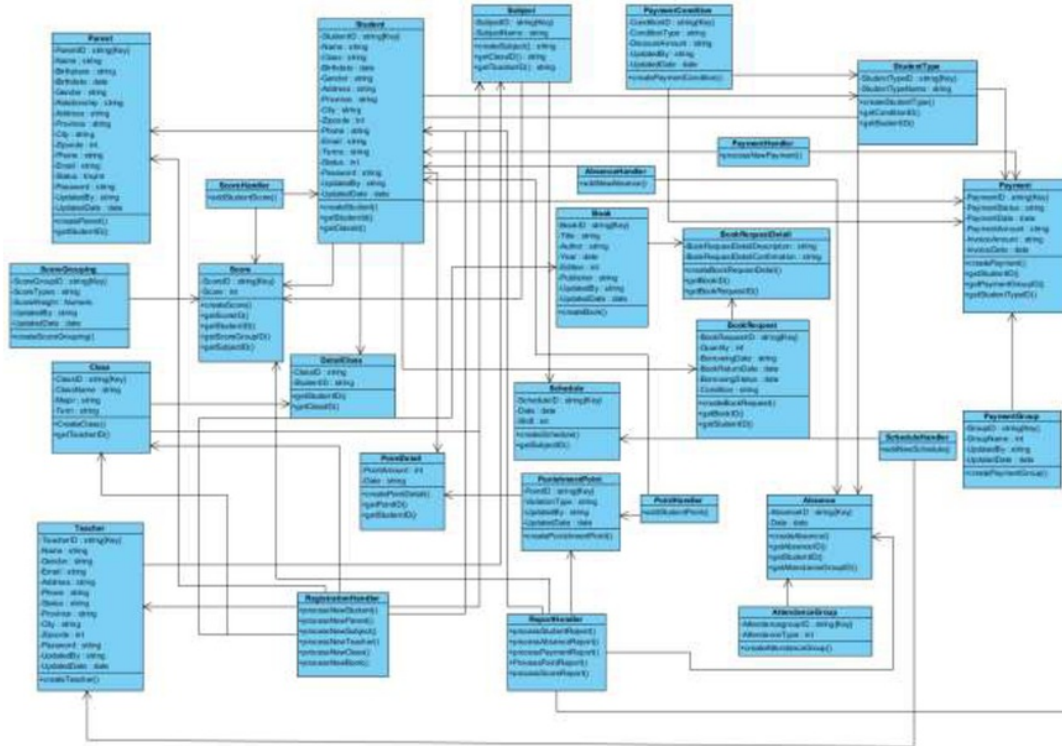 Parent
-ParentID : string{Key}
-Name : string
-Birthplace : string
-Birthdate : date
-Gender : string
-Relationship : string
-Address : string
-Province : string
-City : string
-Zipcode : int
-Phone : string
-Email : string
-Password : string
-UpdatedBy : string
-UpdatedDate : date
+createParent()
+getStudentID()
Student
-StudentID : string{Key}
-Name : string
-Class : string
-Birthdate : date
-Gender : string
-Address : string
-Province : string
-City : string
-Zipcode : int
-Phone : string
-Email : string
-Status : int
-Password : string
-UpdatedBy : string
-UpdatedDate : date
+createStudent()
+getStudentId()
+getClassId()
Subject
-SubjectID : string{Key}
-SubjectName : string
+createSubject() : string
+getClassID() : string
+getTeacherID() : string
PaymentCondition
-ConditionID : string{Key}
-ConditionType : string
-DiscountAmount : string
-UpdatedBy : string
-UpdatedDate : date
+createPaymentCondition()
StudentType
-StudentTypeID : string{Key}
-StudentTypeName : string
+createStudentType()
+getConditionID()
+getStudentID()
PaymentHandler
+processNewPayment()
AbsenceHandler
+addNewAbsence()
ScoreHandler
+addStudentScore()
Payment
-PaymentID : string{Key}
-PaymentStatus : string
-PaymentDate : date
-PaymentAmount : string
-InvoiceAmount : string
-InvoiceDate : date
+createPayment()
+getStudentID()
+getPaymentGroupID()
+getStudentTypeID()
Book
-BookID : string{Key}
-Title : string
-Author : string
-Year : date
-Edition : int
-Publisher : string
-UpdatedBy : string
-UpdatedDate : date
+createBook()
BookRequestDetail
-BookRequestDetailDescription : string
-BookRequestDetailConfirmation : string
+createBookRequestDetail()
+getBookID()
+getBookRequestID()
ScoreGrouping
-ScoreGroupID : string{Key}
-ScoreTypes : string
-ScoreWeight : Numeric
-UpdatedBy : string
-UpdatedDate : date
+createScoreGrouping()
Score
-ScoreID : string{Key}
-Score : int
+createScore()
+getScoreID()
+getStudentID()
+getScoreGroupID()
+getSubjectID()
BookRequest
-BookRequestID : string{Key}
-Quantity : int
-BorrowingDate : string
-BookReturnDate : date
-BorrowingStatus : date
-Condition : string
+createBookRequest()
+getBookID()
+getStudentID()
DetailClass
-ClassID : string
-StudentID : string
+getStudentID()
+getClassID()
Class
-ClassID : string{Key}
-ClassName : string
-Major : string
+CreateClass()
+getTeacherID()
Schedule
-ScheduleID : string{Key}
-Date : date
-Shift : int
+createSchedule()
+getSubjectID()
PaymentGroup
-GroupID : string{Key}
-GroupName : int
-UpdatedBy : string
-UpdatedDate : date
+createPaymentGroup()
ScheduleHandler
+addNewSchedule()
PointDetail
-PointAmount : int
-Date : string
+createPointDetail()
+getPointID()
+getStudentID()
PunishmentPoint
-PointID : string{Key}
-ViolationType : string
-UpdatedBy : string
-UpdatedDate : date
+createPunishmentPoint()
PointHandler
+addStudentPoint()
Absence
-AbsenceID : string{Key}
-Date : date
+createAbsence()
+getAbsenceID()
+getStudentID()
+getAttendanceGroupID()
Teacher
-TeacherID : string{Key}
-Name : string
-Gender : string
-Email : string
-Address : string
-Phone : string
-Status : string
-Province : string
-City : string
-Zipcode : int
-Password : string
-UpdatedBy : string
-UpdatedDate : date
+createTeacher()
RegistrationHandler
+processNewStudent()
+processNewParent()
+processNewSubject()
+processNewTeacher()
+processNewClass()
+processNewBook()
ReportHandler
+processStudentReport()
+processAbsenceReport()
+processPaymentReport()
+ProcessPointReport()
+processScoreReport()
AttendanceGroup
-AttendancegroupID : string{Key}
-AttendanceType : int
+createAttendanceGroup()